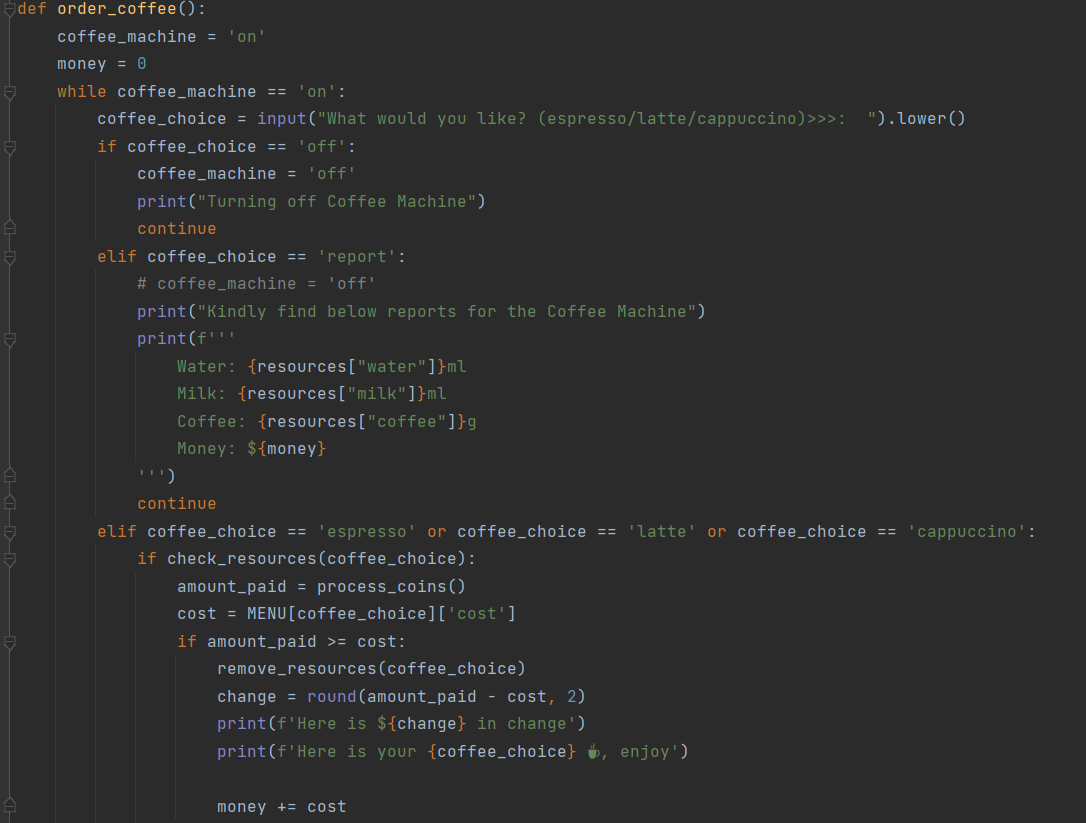 def order_coffee():
    coffee_machine = 'on'
    money = 0
    while coffee_machine == 'on':
        coffee_choice = input("What would you like? (espresso/latte/cappuccino)>>>:  ").lower()
        if coffee_choice == 'off':
            coffee_machine = 'off'
            print("Turning off Coffee Machine")
            continue
        elif coffee_choice == 'report':
            # coffee_machine = 'off'
            print("Kindly find below reports for the Coffee Machine")
            print(f'''
                Water: {resources["water"]}ml
                Milk: {resources["milk"]}ml
                Coffee: {resources["coffee"]}g
                Money: ${money}
            ''')
            continue
        elif coffee_choice == 'espresso' or coffee_choice == 'latte' or coffee_choice == 'cappuccino':
            if check_resources(coffee_choice):
                amount_paid = process_coins()
                cost = MENU[coffee_choice]['cost']
                if amount_paid >= cost:
                    remove_resources(coffee_choice)
                    change = round(amount_paid - cost, 2)
                    print(f'Here is ${change} in change')
                    print(f'Here is your {coffee_choice} ☕, enjoy')
                    money += cost